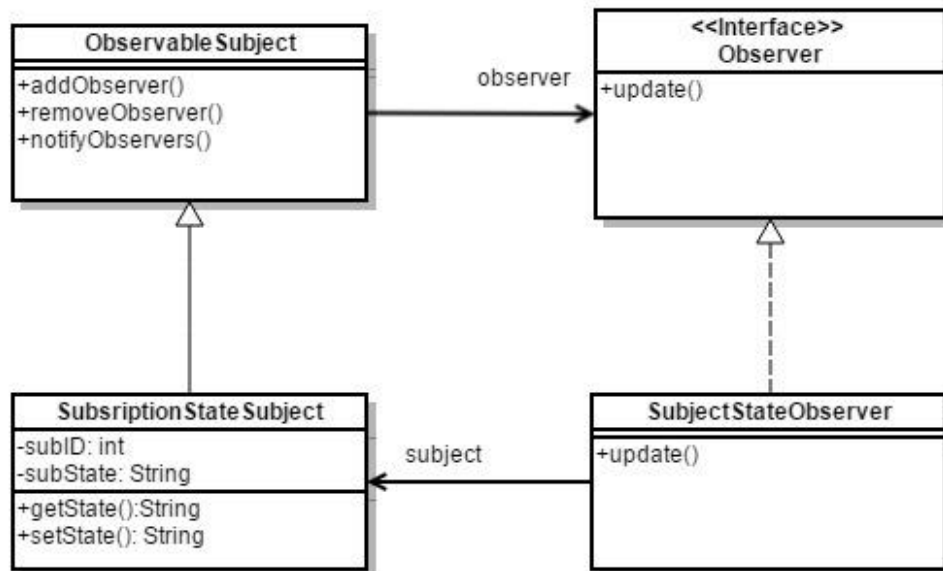 ObservableSubject
+addObserver()
+removeObserver()
+notifyObservers()
observer
<<Interface>>
Observer
+update()
SubsriptionStateSubject
-subID: int
-subState: String
+getState():String
+setState(): String
subject
SubjectStateObserver
+update()